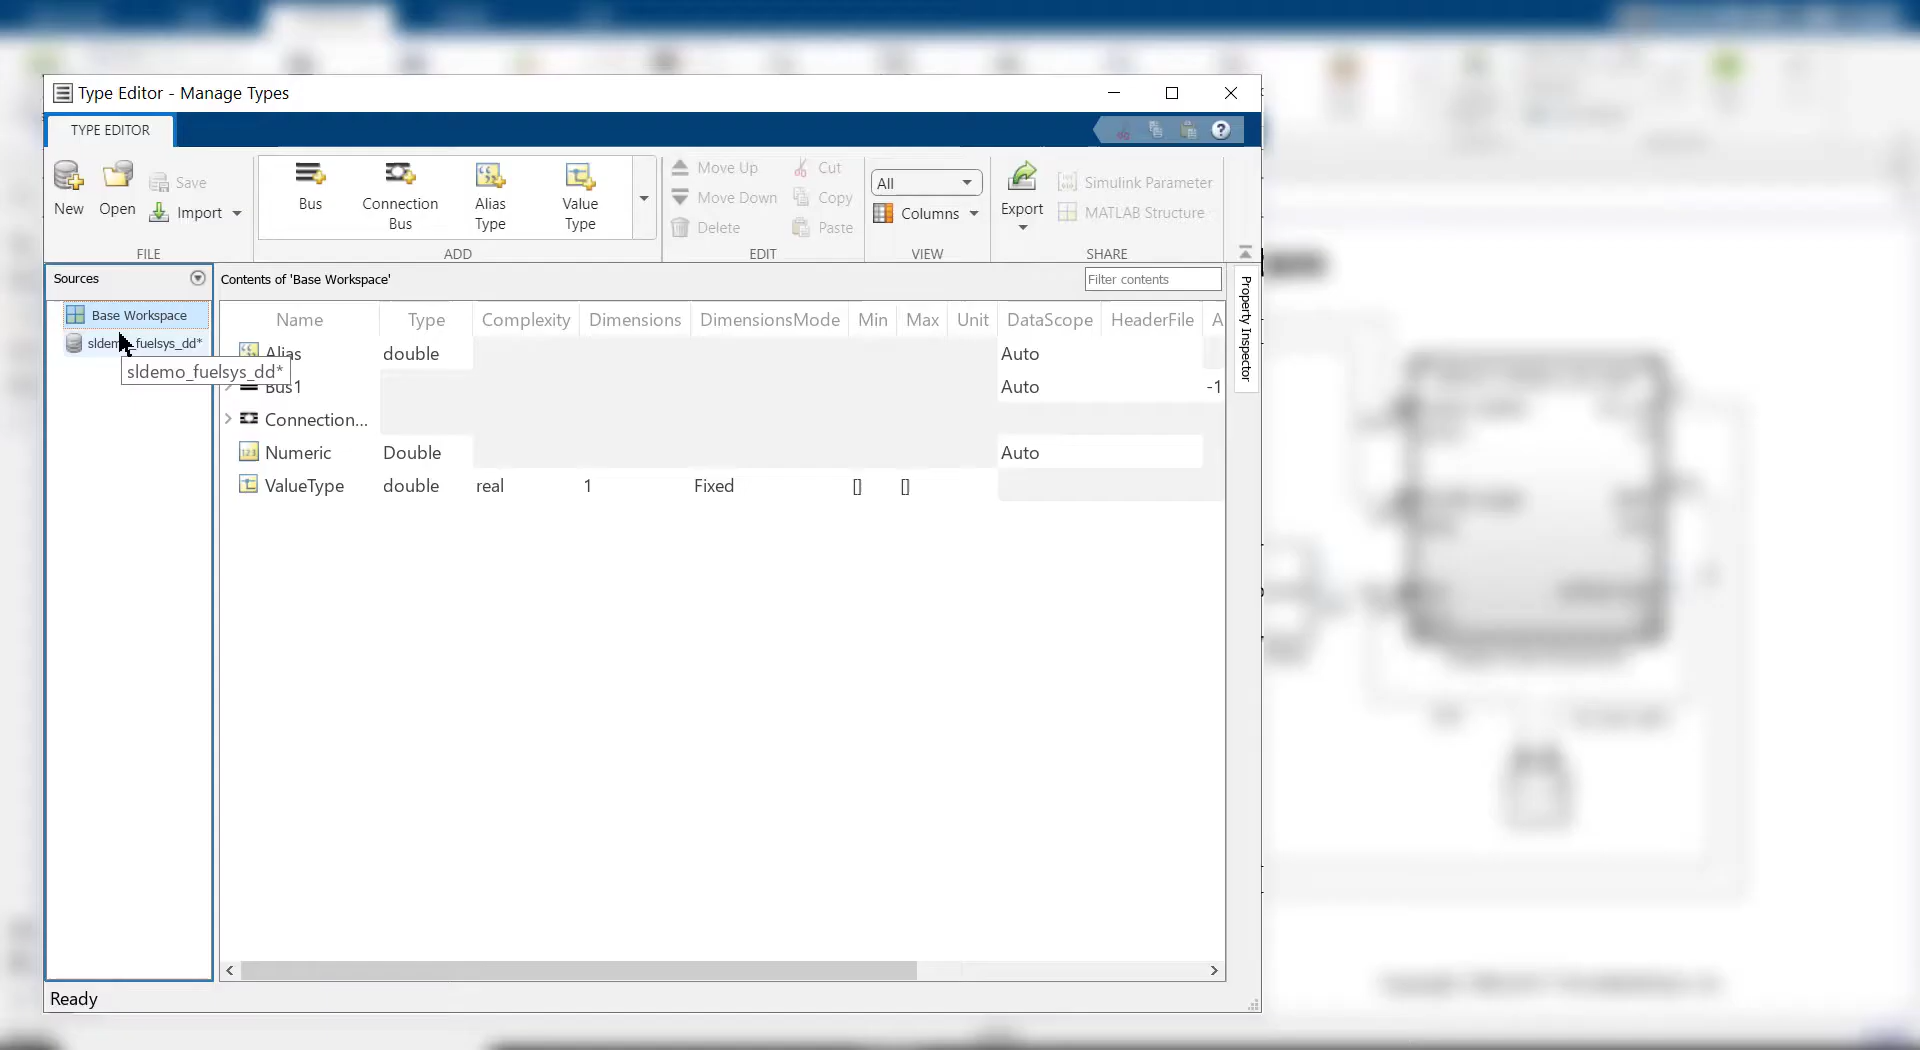 Type Editor - Manage Types
TYPE EDITOR
New
Open
Save
Import
FILE
Bus
Connection
Bus
Alias
Type
Value
Type
ADD
Move Up
Move Down
Delete
Cut
Copy
Paste
EDIT
All
Columns
VIEW
Export
Simulink Parameter
MATLAB Structure
SHARE
Sources
Base Workspace
sldemo_fuelsys_dd*
sldemo_fuelsys_dd*
Contents of 'Base Workspace'
Filter contents
Property Inspector
Name Type Complexity Dimensions DimensionsMode Min Max Unit DataScope HeaderFile A
Alias double Auto
Bus1 Auto -1
Connection...
Numeric Double Auto
ValueType double real 1 Fixed [] []
Ready